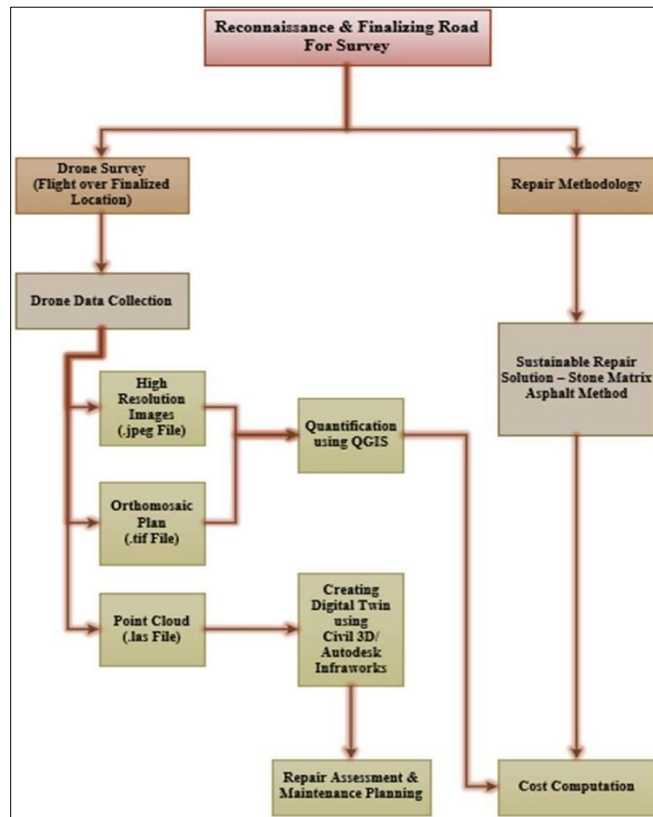 Reconnaissance & Finalizing Road
For Survey
Drone Survey
(Flight over Finalized
Location)
Repair Methodology
Drone Data Collection
Sustainable Repair
Solution – Stone Matrix
Asphalt Method
High
Resolution
Images
(.jpeg File)
Quantification
using QGIS
Orthomosaic
Plan
(.tif File)
Point Cloud
(.las File)
Creating
Digital Twin
using
Civil 3D/
Autodesk
Infraworks
Repair Assessment &
Maintenance Planning
Cost Computation